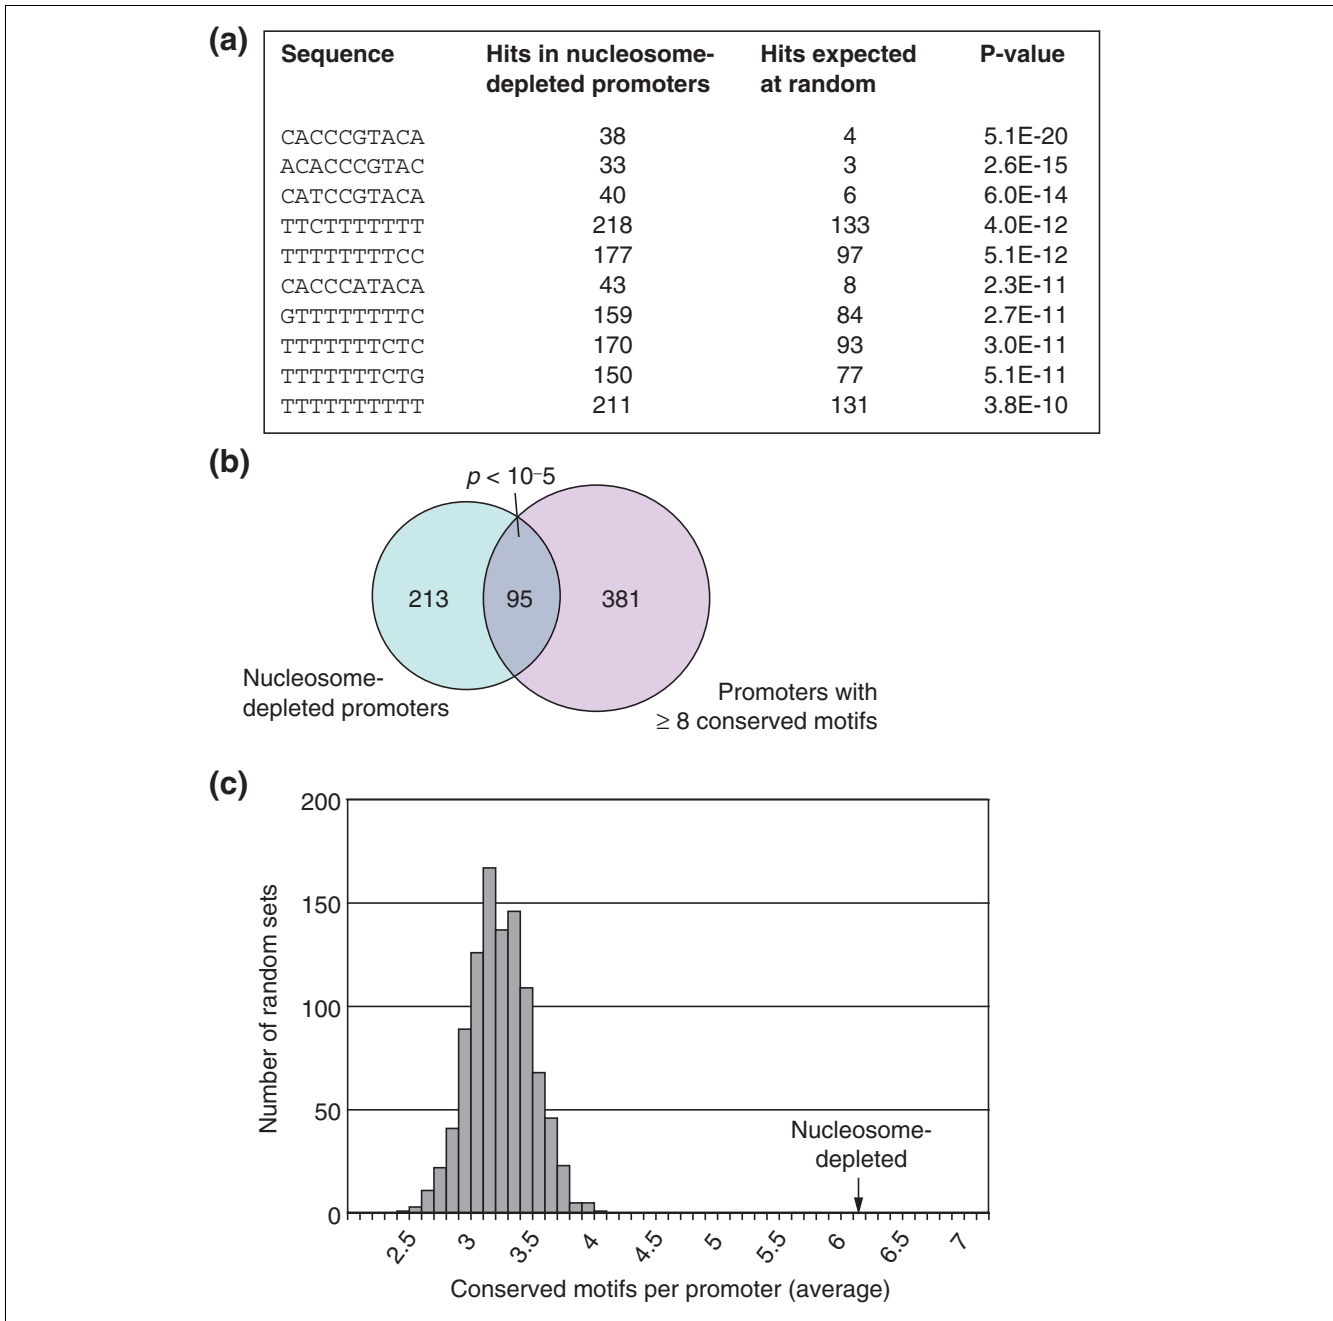 (a)
Sequence Hits in nucleosome- Hits expected P-value
depleted promoters at random
CACCCGTACA 38 4 5.1E-20
ACACCCGTAC 33 3 2.6E-15
CATCCGTACA 40 6 6.0E-14
TTCTTTTTTT 218 133 4.0E-12
TTTTTTTTCC 177 97 5.1E-12
CACCCATACA 43 8 2.3E-11
GTTTTTTTTC 159 84 2.7E-11
TTTTTTTCTC 170 93 3.0E-11
TTTTTTTCTG 150 77 5.1E-11
TTTTTTTTTT 211 131 3.8E-10
(b)
p < 10–5
213 95 381
Nucleosome-
depleted promoters
Promoters with
≥ 8 conserved motifs
(c)
200
150
100
50
0
Number of random sets
Nucleosome-
depleted
2.5 3 3.5 4 4.5 5 5.5 6 6.5 7
Conserved motifs per promoter (average)